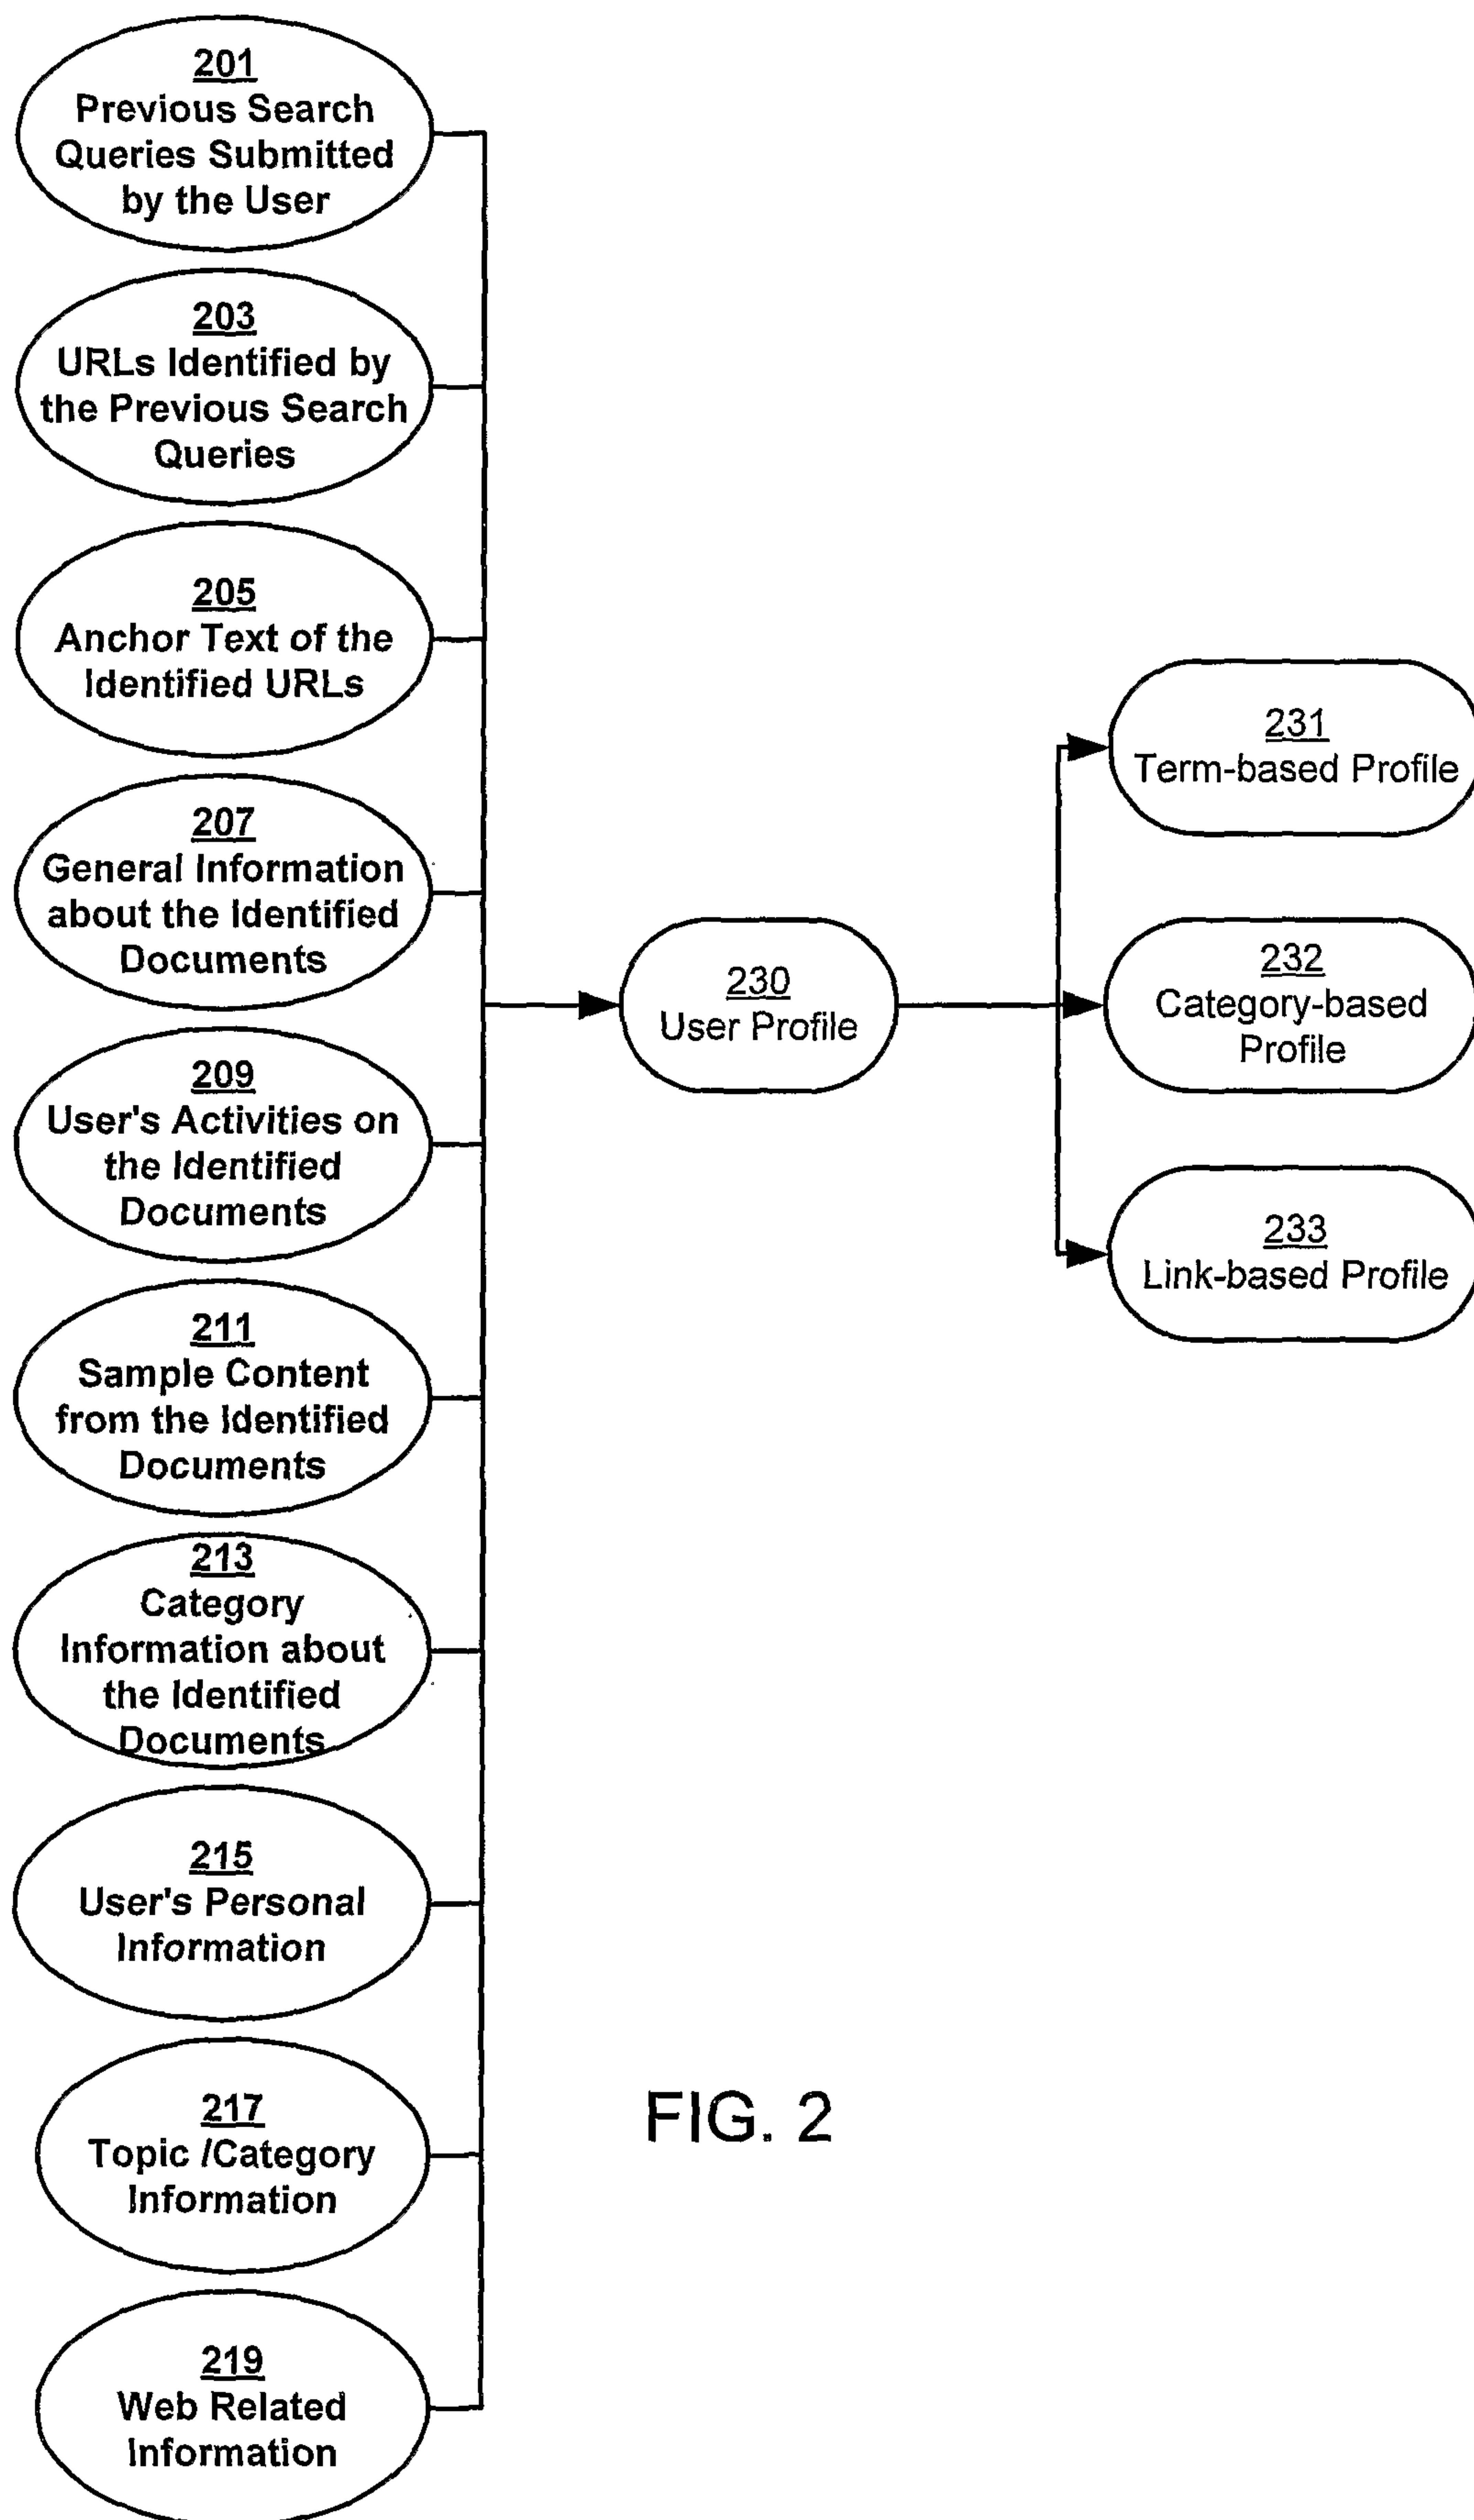 201
Previous Search
Queries Submitted
by the User
203
URLs Identified by
the Previous Search
Queries
205
Anchor Text of the
Identified URLs
207
General Information
about the Identified
Documents
209
User's Activities on
the Identified
Documents
211
Sample Content
from the Identified
Documents
213
Category
Information about
the Identified
Documents
215
User's Personal
Information
217
Topic /Category
Information
219
Web Related
Information
230
User Profile
231
Term-based Profile
232
Category-based
Profile
233
Link-based Profile
FIG. 2